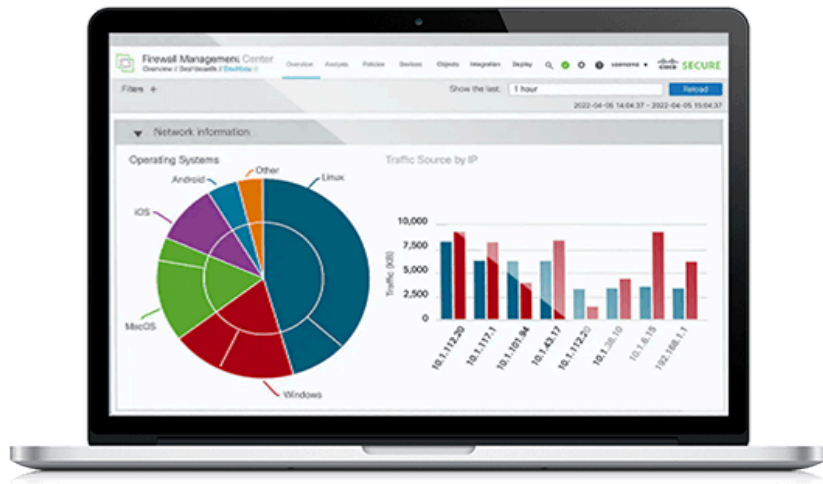 Firewall Management Center
Overview / Dashboards / Dashboard
Overview Analysis Policies Devices Objects Integration Deploy username cisco SECURE
Filters +
Show the last: 1 hour Reload
2022-04-05 14:04:37 - 2022-04-05 15:04:37
Network information
Operating Systems
Other
Android
Linux
iOS
MacOS
Windows
Traffic Source by IP
Traffic (KB)
10,000
7,500
5,000
2,500
0
10.1.112.20
10.1.117.1
10.1.101.94
10.1.43.17
10.1.112.20
10.1.38.10
10.1.6.15
192.168.1.1